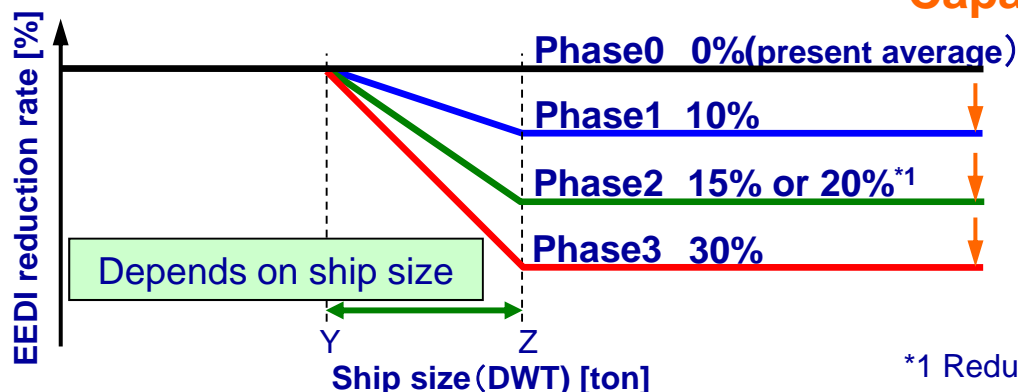 EEDI reduction rate [%]
Phase0 0%(present average)
Phase1 10%
Phase2 15% or 20%*1
Phase3 30%
Depends on ship size
Y
Z
Ship size（DWT) [ton]